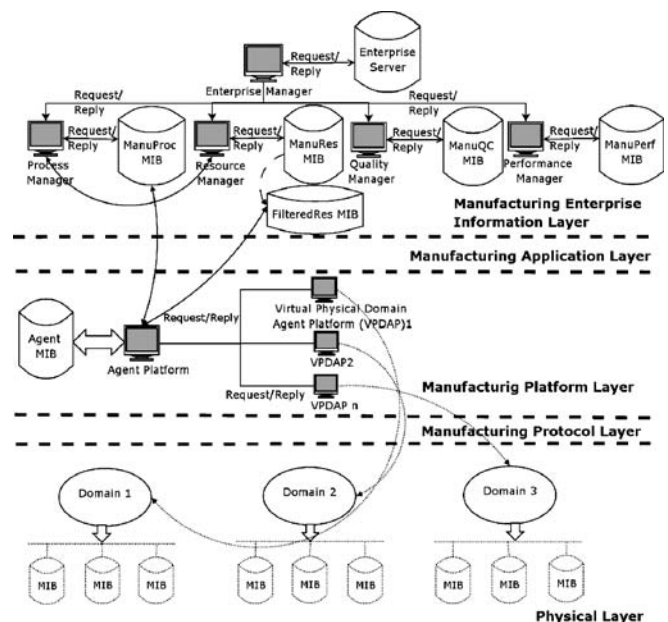 Enterprise
Server
Request/
Reply
Enterprise Manager
Request/
Reply
Request/
Reply
Request/
Reply
Request/
Reply
Request/
Reply
ManuProc
MIB
Request/
Reply
ManuRes
MIB
Request/
Reply
ManuQC
MIB
Request/
Reply
ManuPerf
MIB
Process
Manager
Resource
Manager
Quality
Manager
Performance
Manager
FilteredRes MIB
Manufacturing Enterprise
Information Layer
Manufacturing Application Layer
Agent
MIB
Agent Platform
Request/Reply
Virtual Physical Domain
Agent Platform (VPDAP)1
VPDAP2
Request/Reply
VPDAP n
Manufacturig Platform Layer
Manufacturing Protocol Layer
Domain 1
Domain 2
Domain 3
MIB
MIB
MIB
MIB
MIB
MIB
MIB
MIB
MIB
Physical Layer